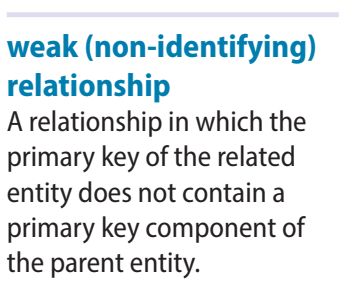 weak (non-identifying)
relationship
A relationship in which the
primary key of the related
entity does not contain a
primary key component of
the parent entity.